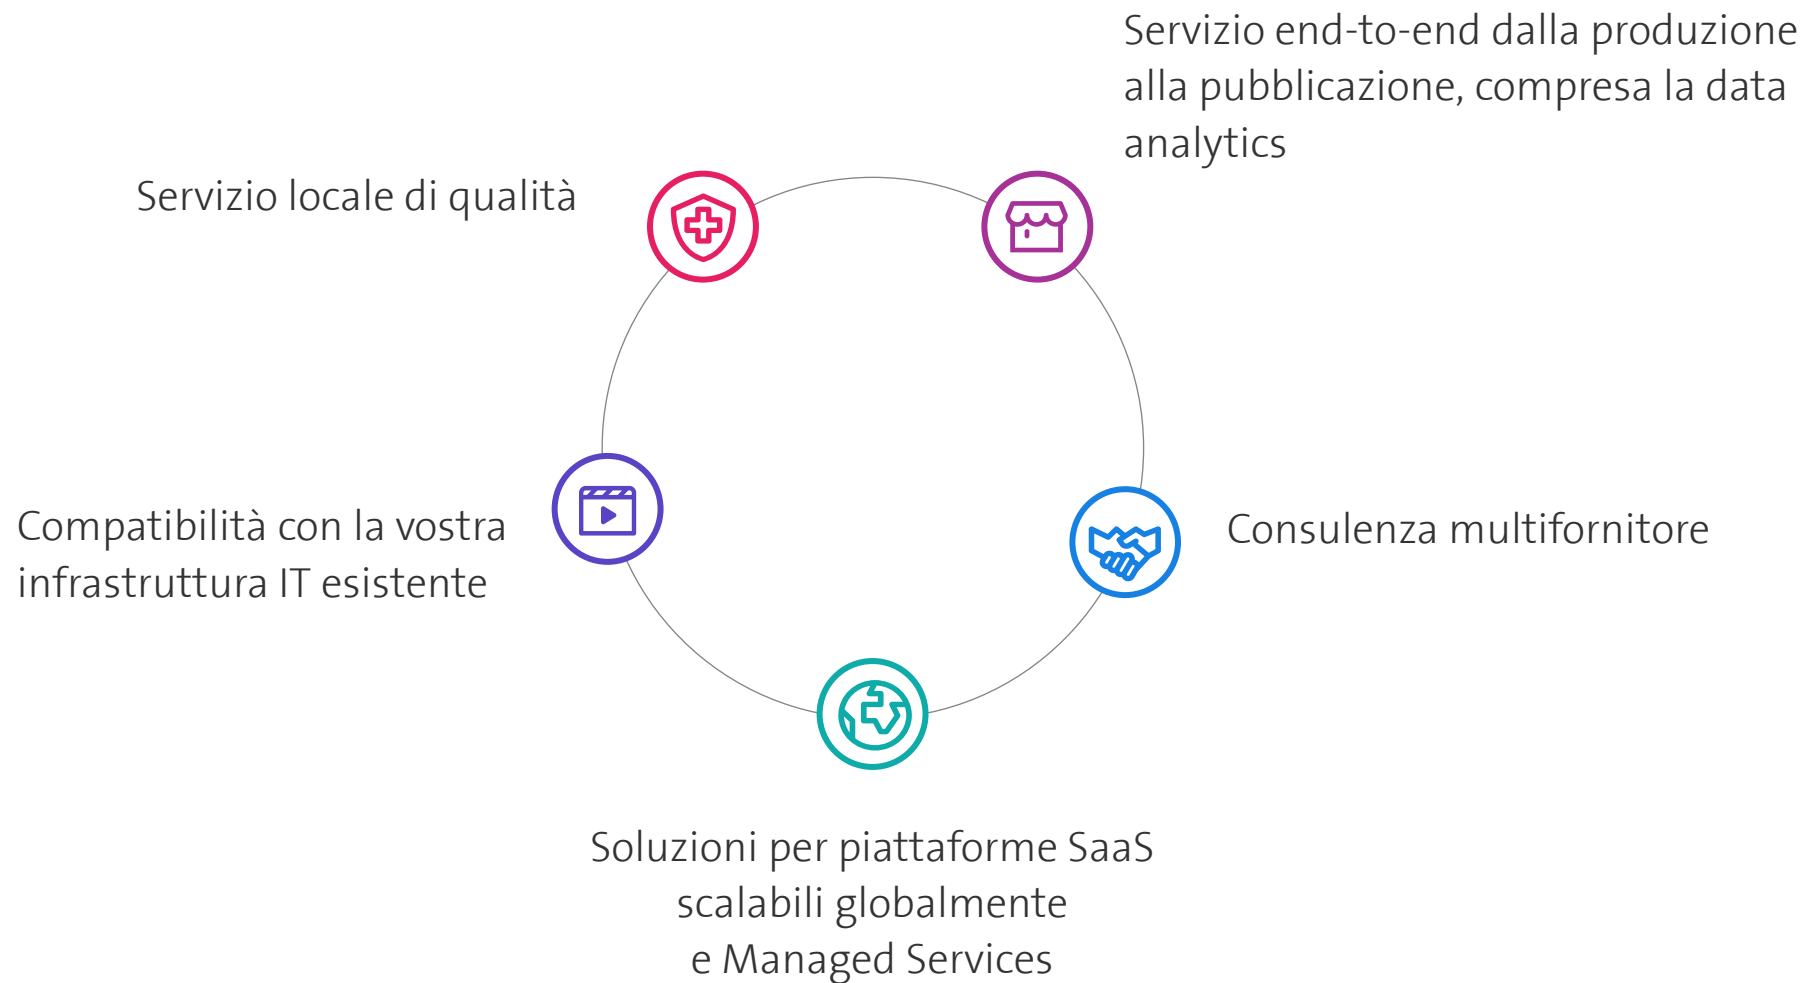 Servizio end-to-end dalla produzione
alla pubblicazione, compresa la data
analytics
Servizio locale di qualità
Compatibilità con la vostra
infrastruttura IT esistente
Consulenza multifornitore
Soluzioni per piattaforme SaaS
scalabili globalmente
e Managed Services